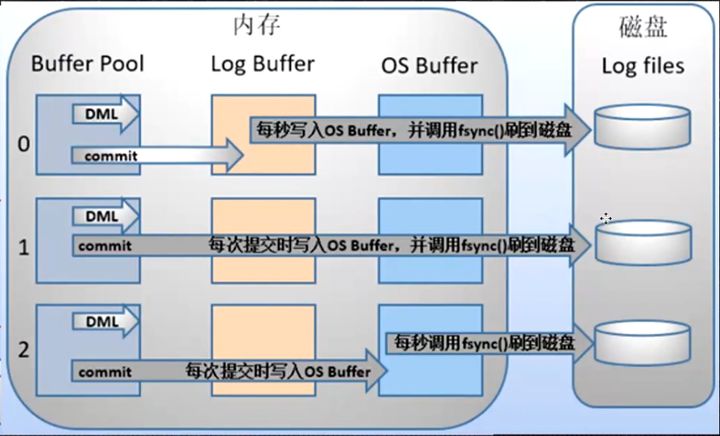 内存
磁盘
Buffer Pool
Log Buffer
OS Buffer
Log files
0
DML
每秒写入OS Buffer，并调用fsync()刷到磁盘
commit
1
DML
commit
每次提交时写入OS Buffer，并调用fsync()刷到磁盘
2
DML
每秒调用fsync()刷到磁盘
commit
每次提交时写入OS Buffer